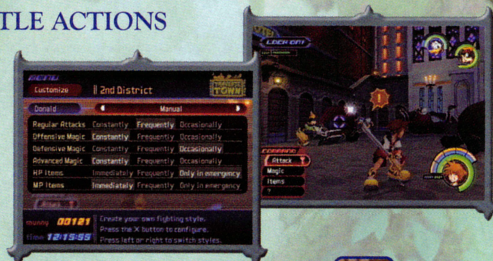 TLE ACTIONS
MENU
Customize
2nd District
TRAVERSE TOWN
Donald
Manual
Regular Attacks Constantly Frequently Occasionally
Offensive Magic Constantly Frequently Occasionally
Defensive Magic Constantly Frequently Occasionally
Advanced Magic Constantly Frequently Occasionally
HP Items Immediately Frequently Only in emergency
MP Items Immediately Frequently Only in emergency
munny 00121
time 12:15:55
Create your own fighting style.
Press the X button to configure.
Press left or right to switch styles.
LOCK ON!
COMMAND
Attack
Magic
Items
?